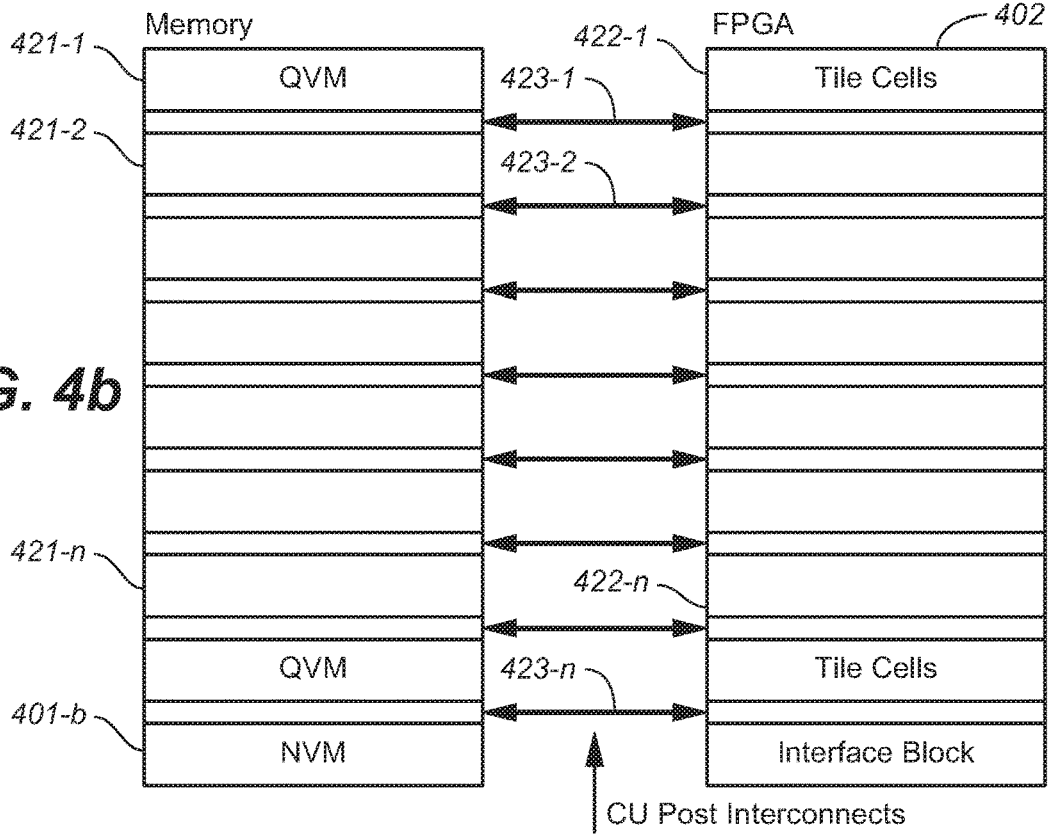 Memory
FPGA
402
421-1
422-1
QVM
Tile Cells
423-1
421-2
423-2
G. 4b
421-n
422-n
QVM
Tile Cells
423-n
401-b
NVM
Interface Block
CU Post Interconnects